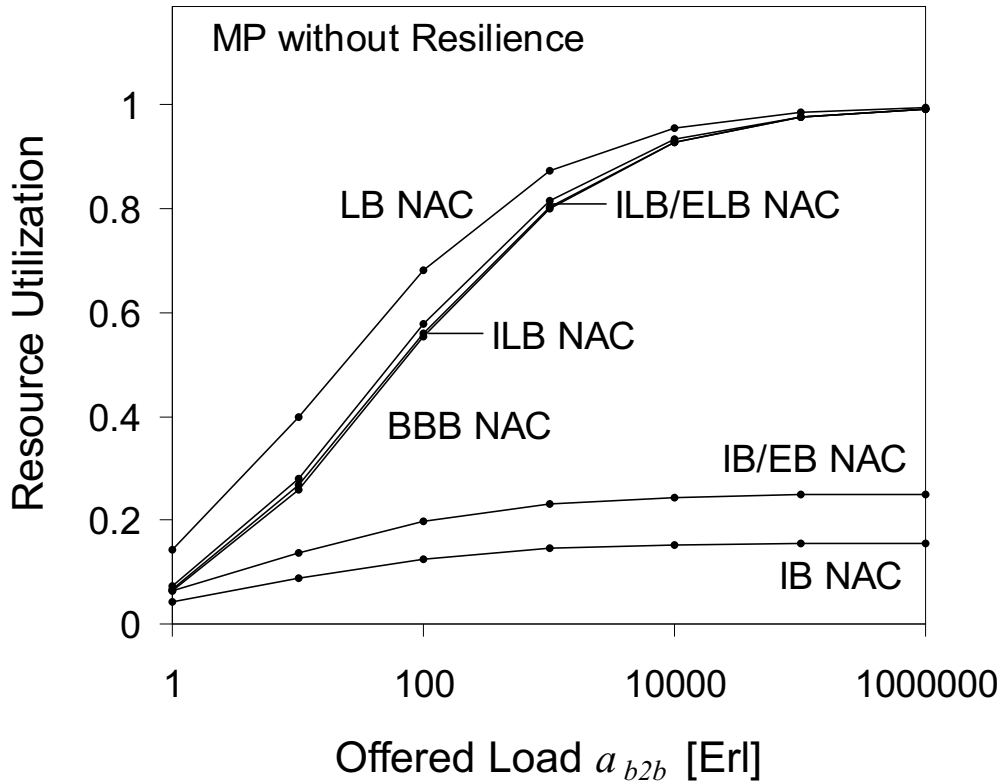 MP without Resilience
Resource Utilization
1
0.8
0.6
0.4
0.2
0
LB NAC
ILB/ELB NAC
ILB NAC
BBB NAC
IB/EB NAC
IB NAC
1
100
10000
1000000
Offered Load a b2b [Erl]